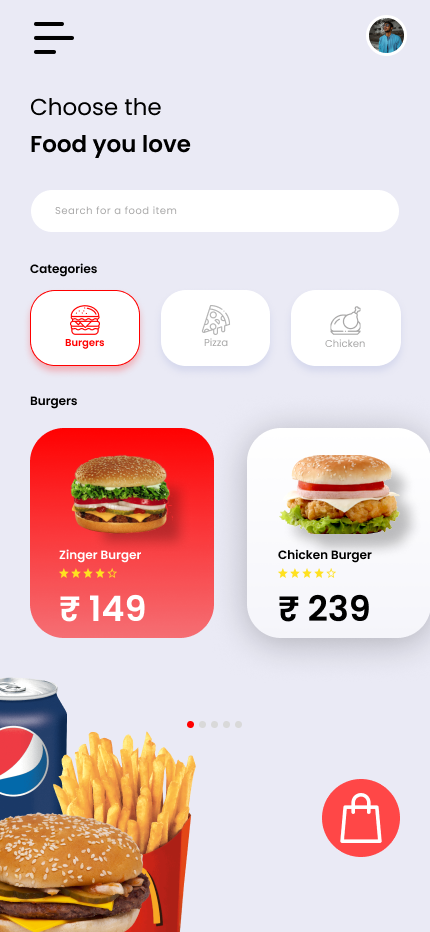 Choose the
Food you love
Search for a food item
Categories
Burgers
Pizza
Chicken
Burgers
Zinger Burger
₹ 149
Chicken Burger
₹ 239